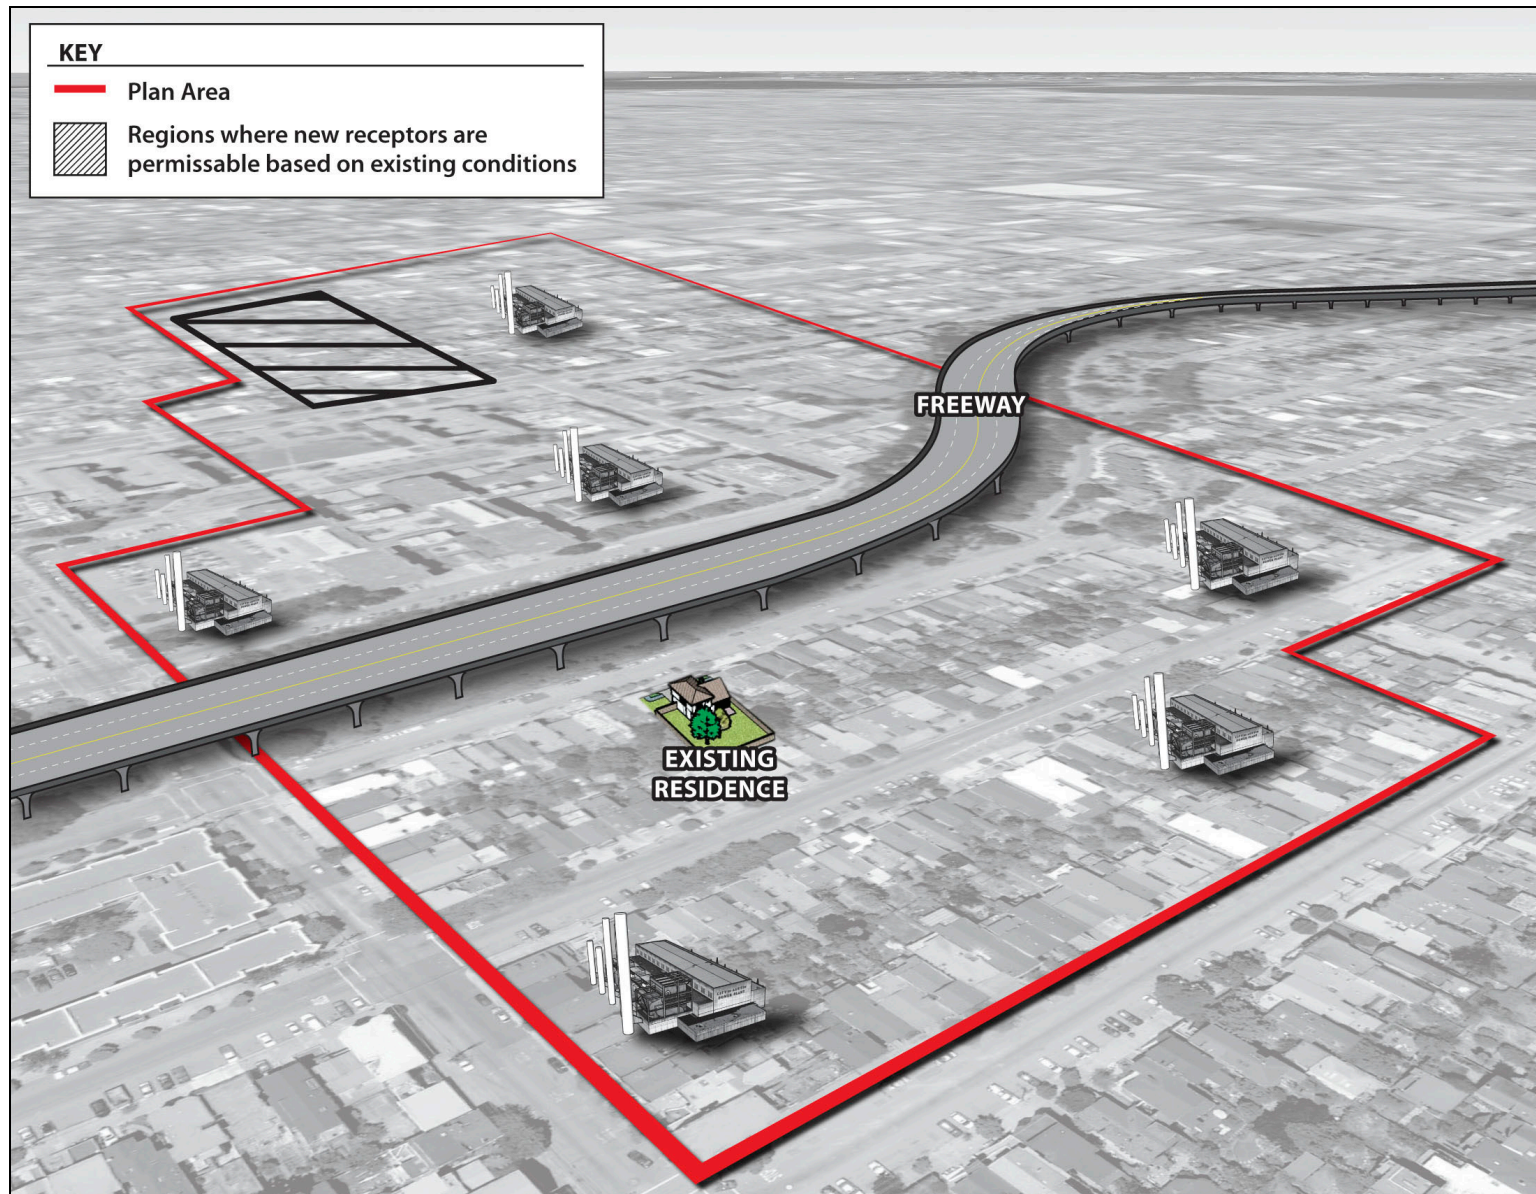 KEY
Plan Area
Regions where new receptors are
permissable based on existing conditions
FREEWAY
EXISTING
RESIDENCE